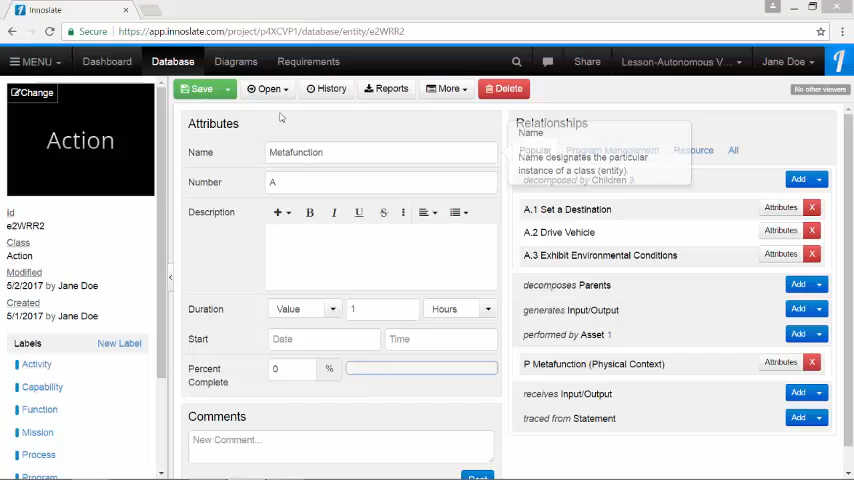 Innoslate
Secure https://app.innoslate.com/project/p4XCVP1/database/entity/e2WRR2
MENU Dashboard Database Diagrams Requirements Share Lesson-Autonomous V... Jane Doe
Change
Action
Id
e2WRR2
Class
Action
Modified
5/2/2017 by Jane Doe
Created
5/1/2017 by Jane Doe
Labels New Label
Activity
Capability
Function
Mission
Process
Program
Save Open History Reports More Delete No other viewers
Attributes
Name Metafunction
Number A
Description B I U S
Duration Value 1 Hours
Start Date Time
Percent Complete 0 %
Comments
New Comment...
Post
Relationships
Name
Name designates the particular
instance of a class (entity).
Popular Program Management Resource All
decomposed by Children 3 Add
A.1 Set a Destination Attributes X
A.2 Drive Vehicle Attributes X
A.3 Exhibit Environmental Conditions Attributes X
decomposes Parents Add
generates Input/Output Add
performed by Asset 1 Add
P Metafunction (Physical Context) Attributes X
receives Input/Output Add
traced from Statement Add